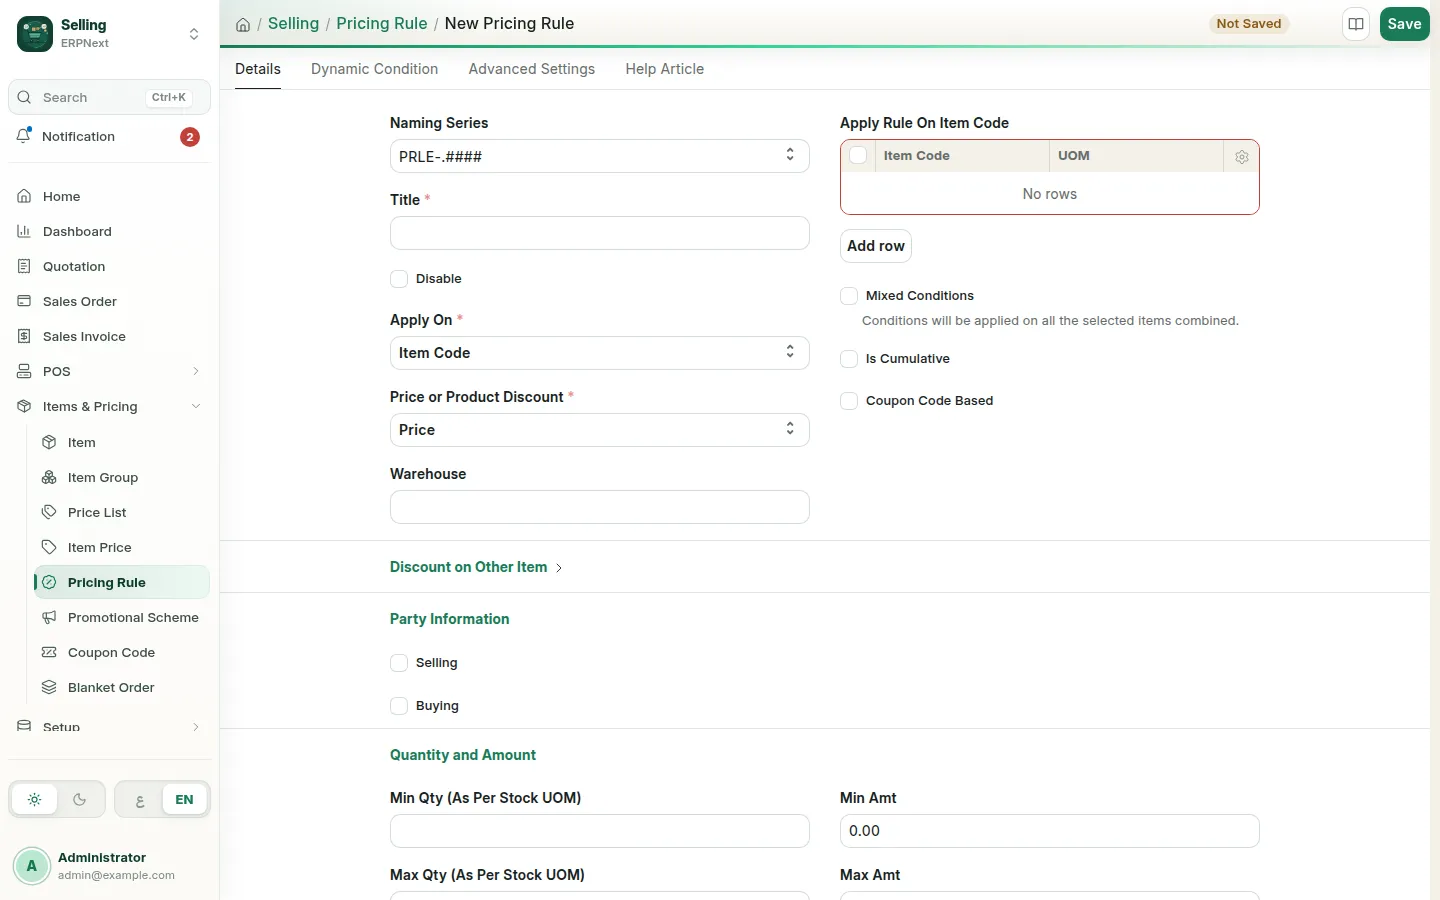 Selling
ERPNext
Search
Ctrl+K
Notification
2
Home
Dashboard
Quotation
Sales Order
Sales Invoice
POS
Items & Pricing
Item
Item Group
Price List
Item Price
Pricing Rule
Promotional Scheme
Coupon Code
Blanket Order
Setup
ع
EN
A
Administrator
admin@example.com
/ Selling / Pricing Rule / New Pricing Rule
Not Saved
Save
Details
Dynamic Condition
Advanced Settings
Help Article
Naming Series
PRLE-.####
Title *
Disable
Apply On *
Item Code
Price or Product Discount *
Price
Warehouse
Apply Rule On Item Code
Item Code
UOM
No rows
Add row
Mixed Conditions
Conditions will be applied on all the selected items combined.
Is Cumulative
Coupon Code Based
Discount on Other Item
Party Information
Selling
Buying
Quantity and Amount
Min Qty (As Per Stock UOM)
Min Amt
0.00
Max Qty (As Per Stock UOM)
Max Amt